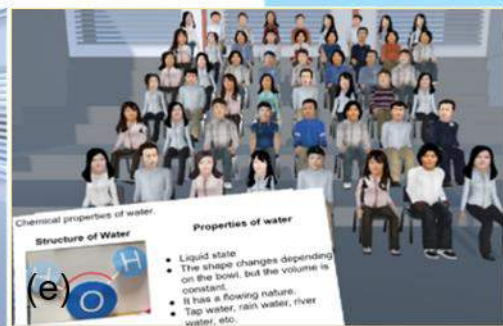 Chemical properties of water.
Structure of Water
Properties of water
H
H
O
• Liquid state
• The shape changes depending
on the bowl, but the volume is
constant.
• It has a flowing nature.
• Tap water, rain water, river
water, etc.
(e)